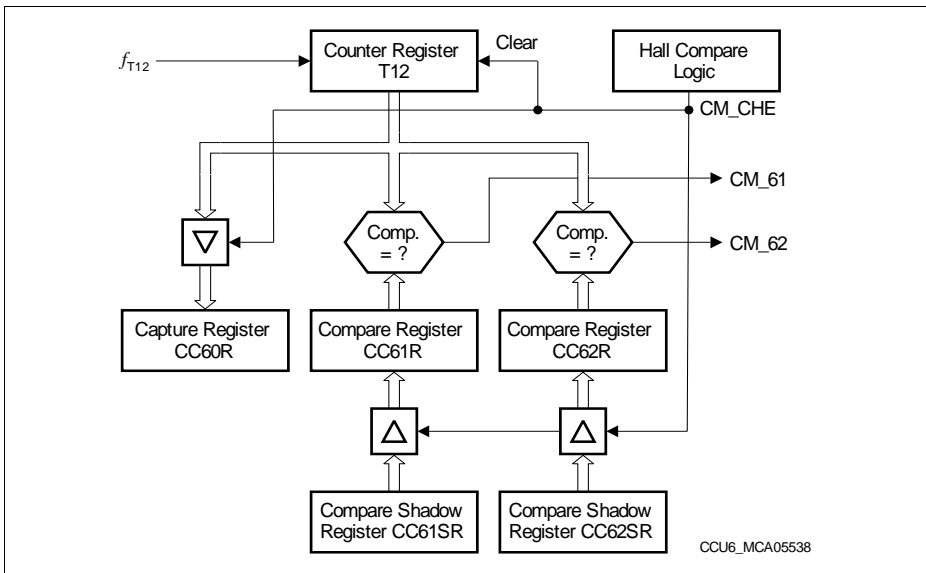 Counter Register
T12
Clear
Hall Compare
Logic
fT12
CM_CHE
CM_61
CM_62
Comp.
= ?
Comp.
= ?
Capture Register
CC60R
Compare Register
CC61R
Compare Register
CC62R
Compare Shadow
Register CC61SR
Compare Shadow
Register CC62SR
CCU6_MCA05538